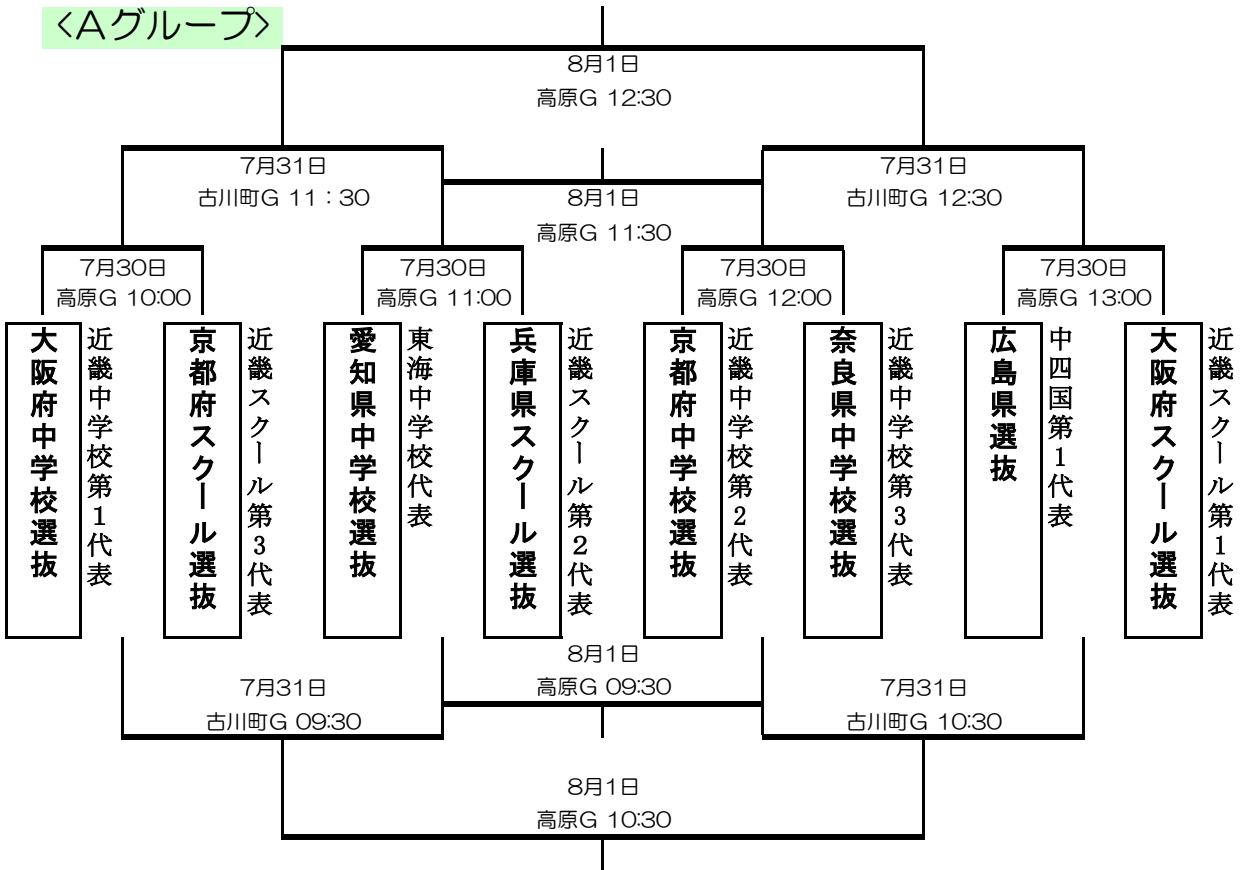 <Aグループ>
8月1日
高原G 12:30
7月31日
古川町G 11：30
8月1日
高原G 11:30
7月31日
古川町G 12:30
7月30日
高原G 10:00
7月30日
高原G 11:00
7月30日
高原G 12:00
7月30日
高原G 13:00
大阪府中学校選抜
近畿中学校第1代表
京都府スクール選抜
近畿スクール第3代表
愛知県中学校選抜
東海中学校代表
兵庫県スクール選抜
近畿スクール第2代表
京都府中学校選抜
近畿中学校第2代表
奈良県中学校選抜
近畿中学校第3代表
広島県選抜
中四国第1代表
大阪府スクール選抜
近畿スクール第1代表
7月31日
古川町G 09:30
8月1日
高原G 09:30
7月31日
古川町G 10:30
8月1日
高原G 10:30